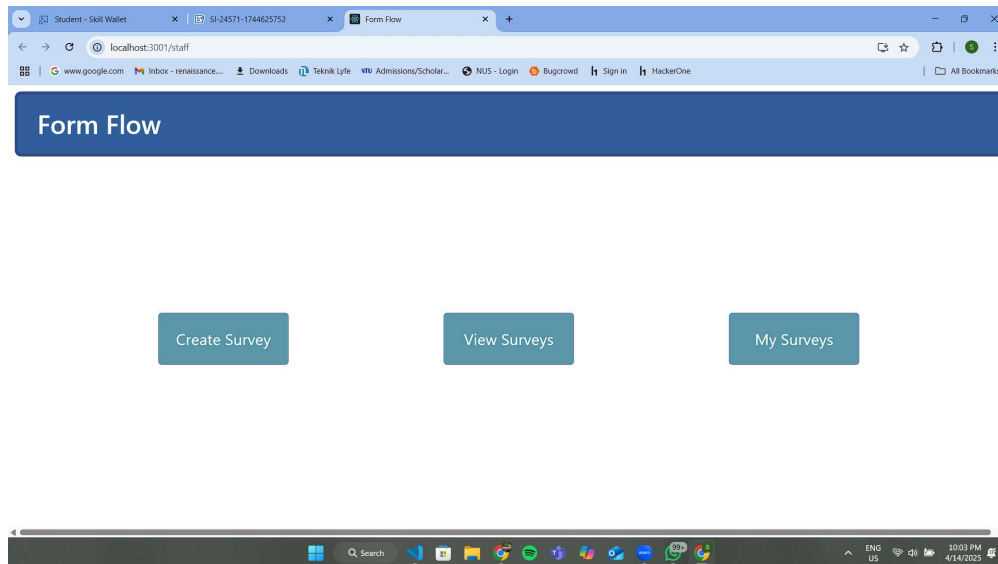 Student - Skill Wallet
SI-24571-1744625752
Form Flow
localhost:3001/staff
www.google.com
Inbox - renaissance....
Downloads
Teknik Lyfe
VTU Admissions/Scholar...
NUS - Login
Bugcrowd
Sign in
HackerOne
All Bookmarks
Form Flow
Create Survey
View Surveys
My Surveys
Search
99+
ENG
US
10:03 PM
4/14/2025